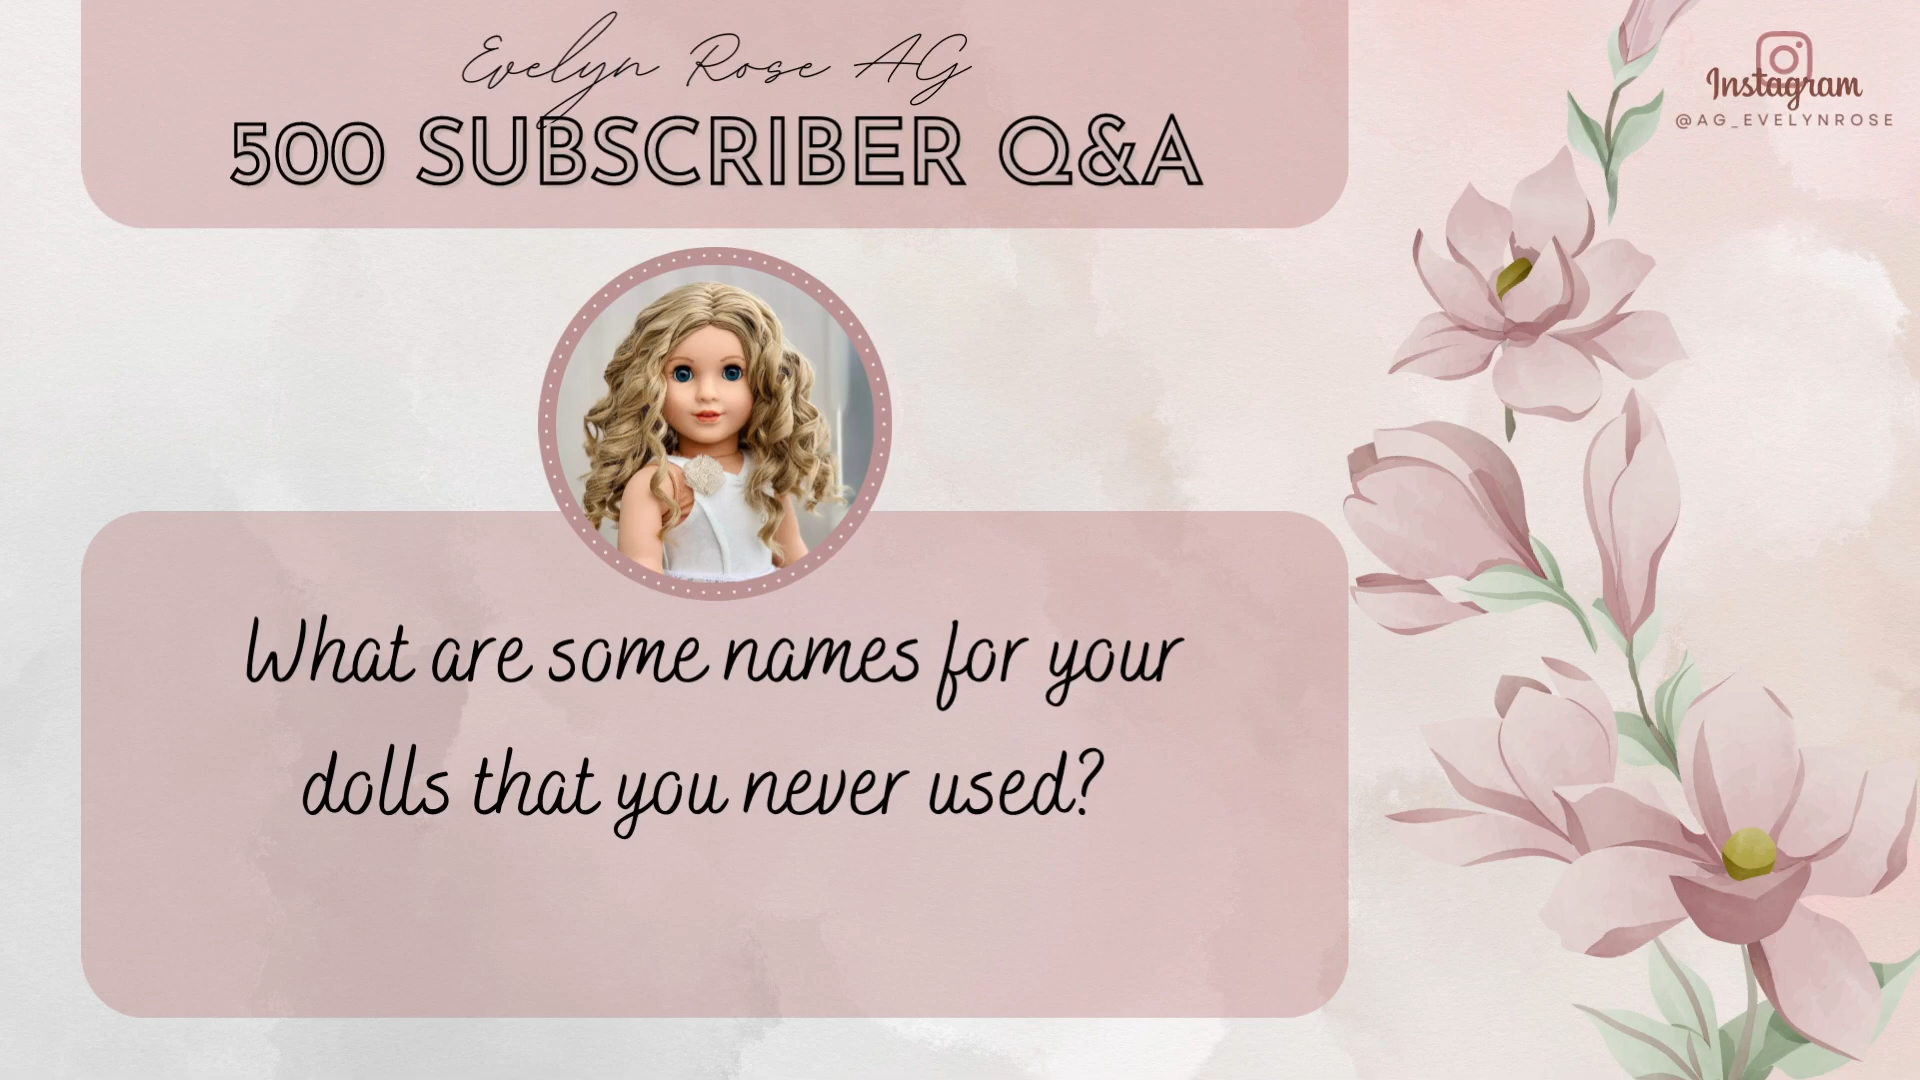 Evelyn Rose AG
500 SUBSCRIBER Q&A
Instagram
@AG_EVELYNROSE
What are some names for your
dolls that you never used?